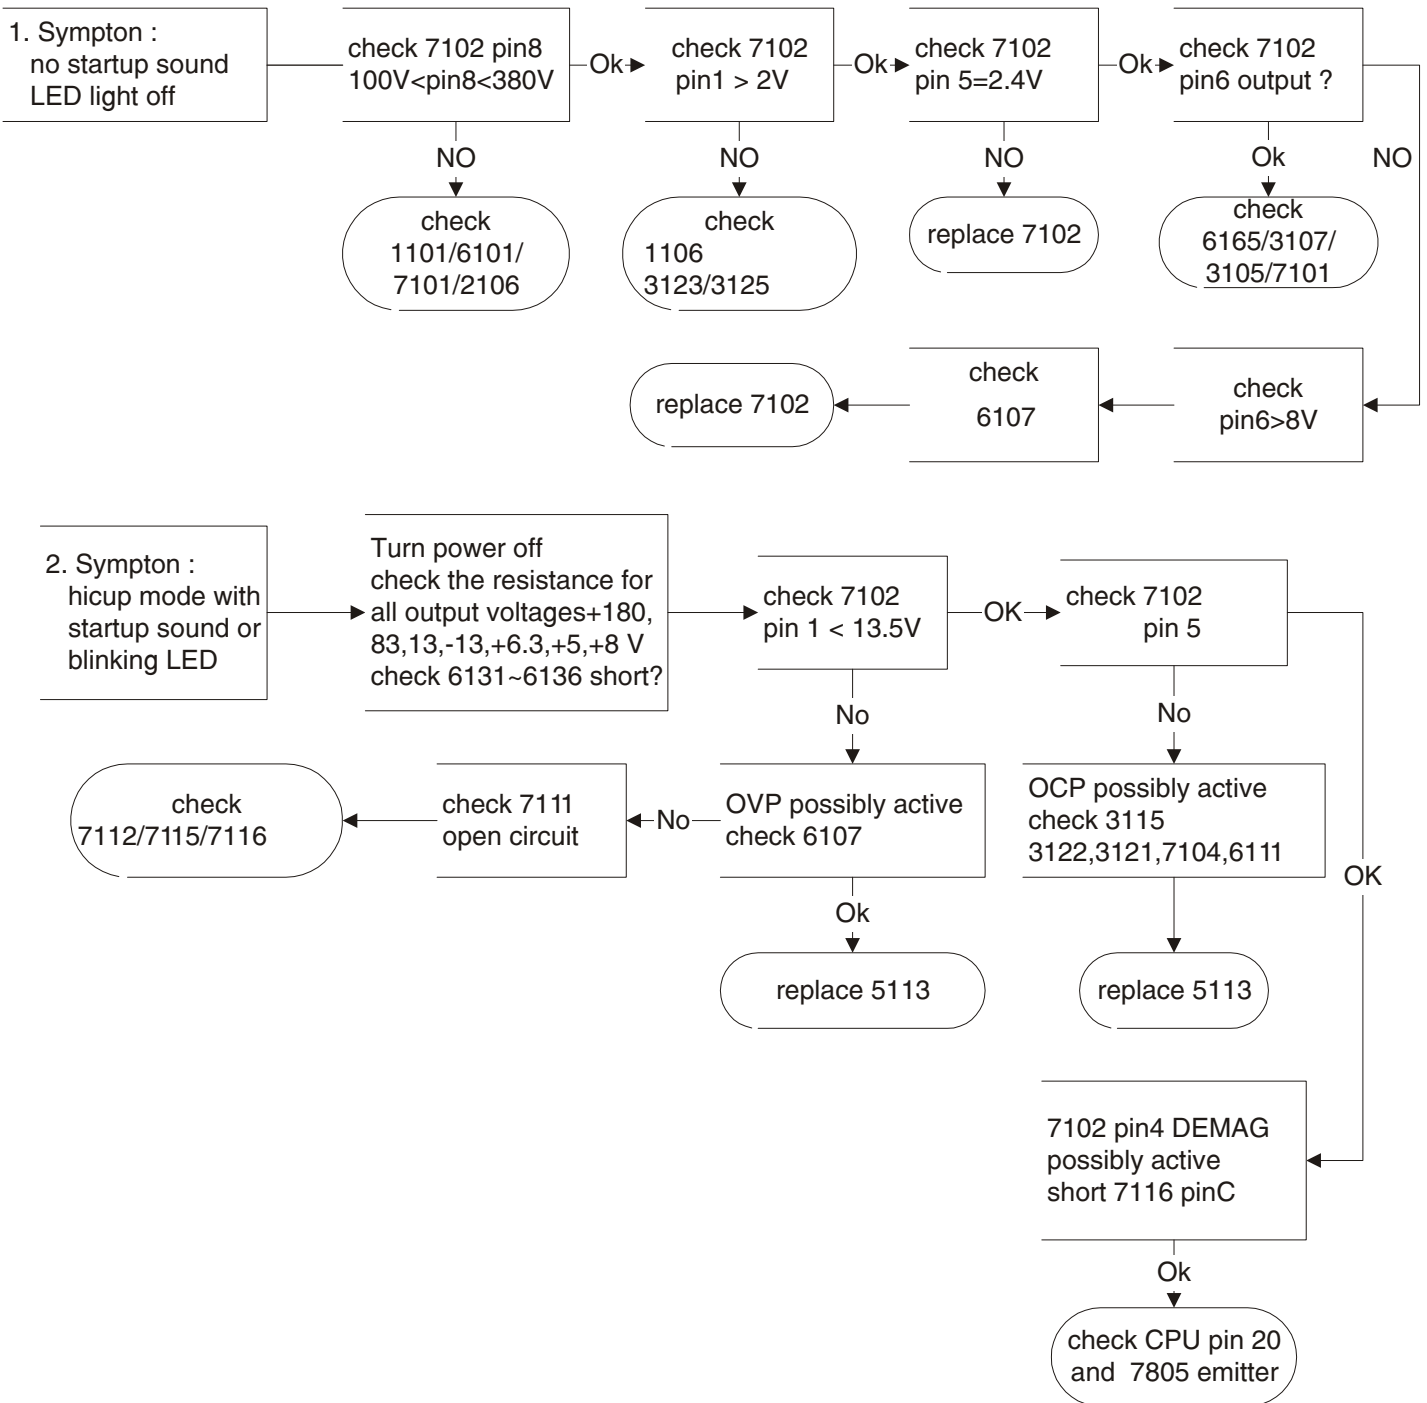 1. Sympton :
no startup sound
LED light off
check 7102 pin8
100V<pin8<380V
Ok
check 7102
pin1 > 2V
Ok
check 7102
pin 5=2.4V
Ok
check 7102
pin6 output ?
NO
NO
NO
Ok
NO
check
1101/6101/
7101/2106
check
1106
3123/3125
replace 7102
check
6165/3107/
3105/7101
replace 7102
check
6107
check
pin6>8V
2. Sympton :
hicup mode with
startup sound or
blinking LED
Turn power off
check the resistance for
all output voltages+180,
83,13,-13,+6.3,+5,+8 V
check 6131~6136 short?
check 7102
pin 1 < 13.5V
OK
check 7102
pin 5
No
No
check
7112/7115/7116
check 7111
open circuit
No
OVP possibly active
check 6107
OCP possibly active
check 3115
3122,3121,7104,6111
OK
Ok
replace 5113
replace 5113
7102 pin4 DEMAG
possibly active
short 7116 pinC
Ok
check CPU pin 20
and 7805 emitter